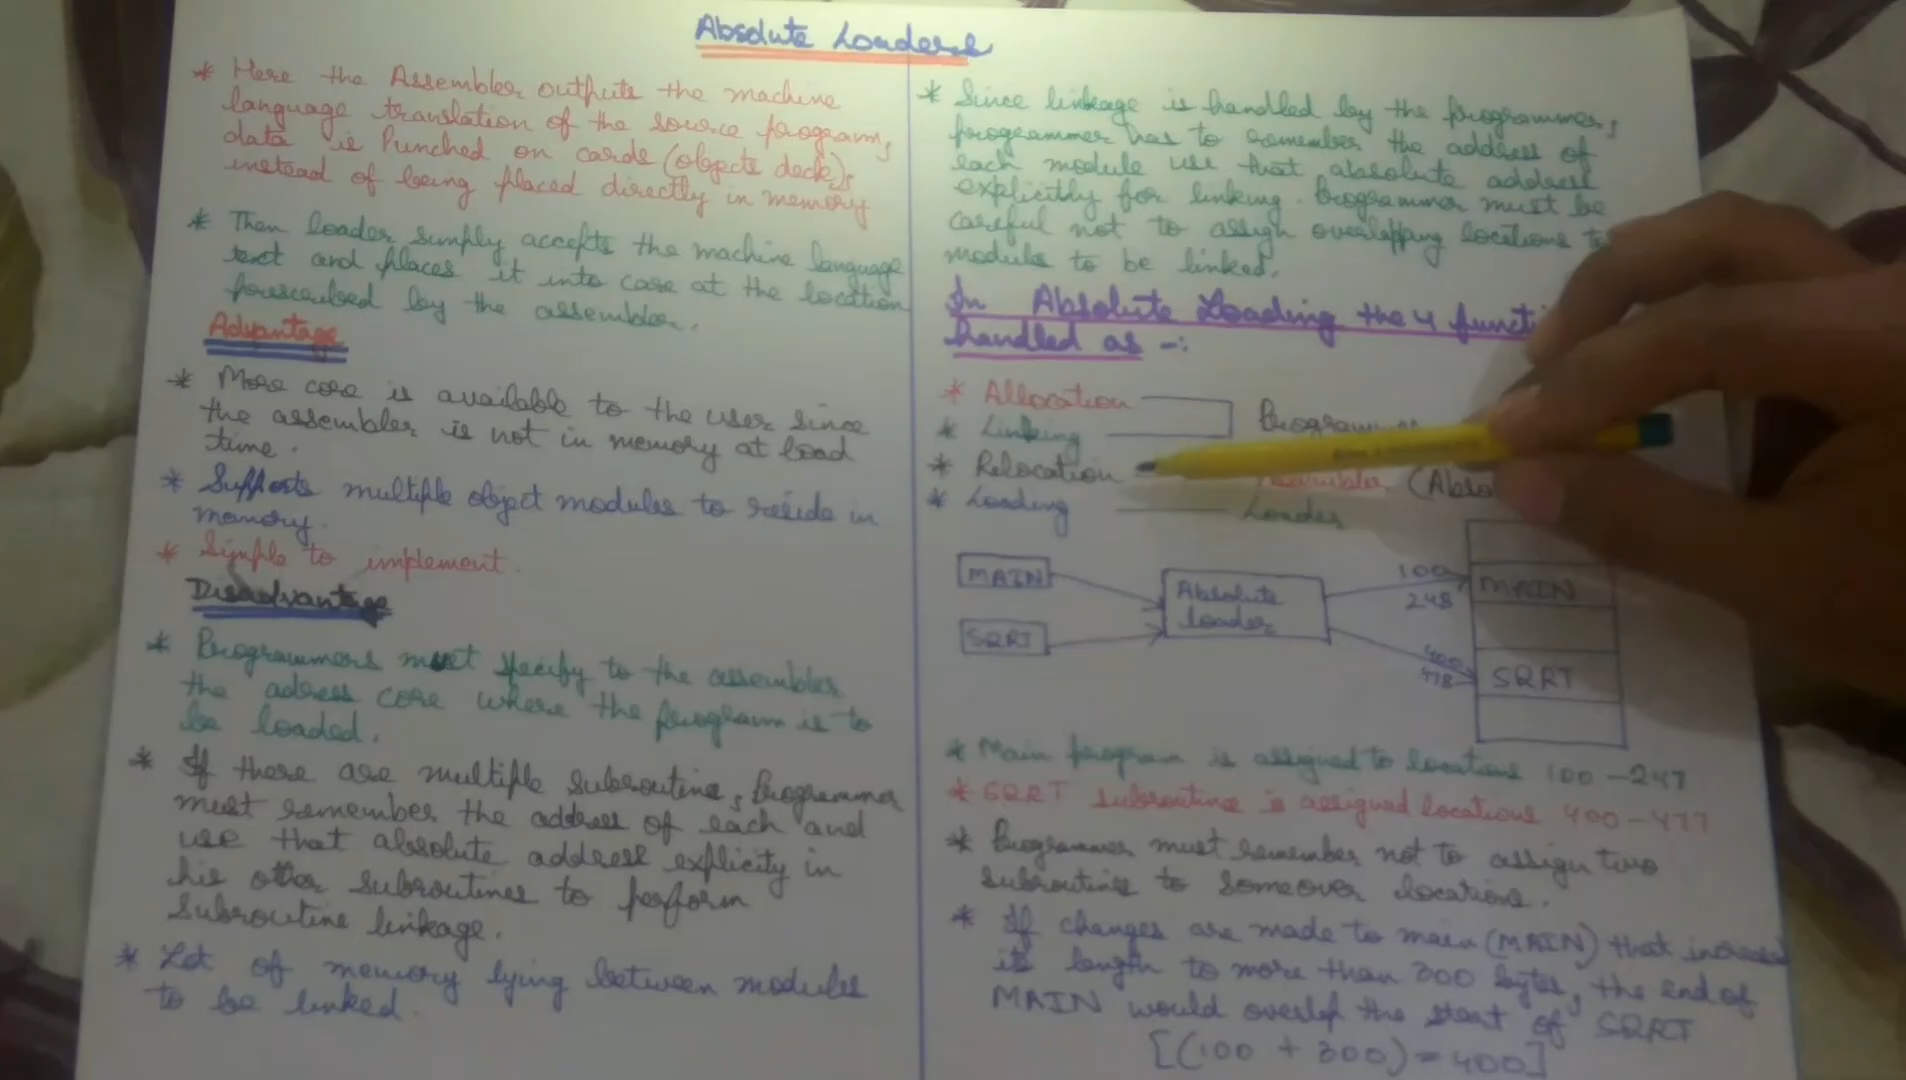 Absolute Loaders
* Here the Assembler outputs the machine
language translation of the source program,
data is Punched on cards (objects deck),
instead of being placed directly in memory
* Then loader simply accepts the machine language
text and places it into core at the location
prescribed by the assembler.
Advantage
* More core is available to the user since
the assembler is not in memory at load
time.
* Supports multiple object modules to reside in
memory.
* Simple to implement.
Disadvantage
* Programmers must specify to the assembler
the address core where the program is to
be loaded.
* If there are multiple subroutine, Programmer
must remember the address of each and
use that absolute address explicity in
his other subroutines to perform
subroutine linkage.
* Lot of memory lying between modules
to be linked.
* Since linkage is handled by the programmer,
programmer has to remember the address of
each module use that absolute address
explicitly for linking. Programmer must be
careful not to assign overlapping locations to
modules to be linked.
In Absolute Loading the 4 functi
handled as -:
* Allocation
* Linking
Programmer
* Relocation
(Abso
* Loading Loader
MAIN
SQRT
Absolute
loader
100
248
400
478
MAIN
SQRT
* Main program is assigned to locations 100-247
* SQRT subroutine is assigned locations 400-477
* Programmer must remember not to assign two
subroutine to someover locations.
* If changes are made to main (MAIN) that increase
its length to more than 300 bytes, the end of
MAIN would overlap the start of SQRT
[(100 + 300) = 400]